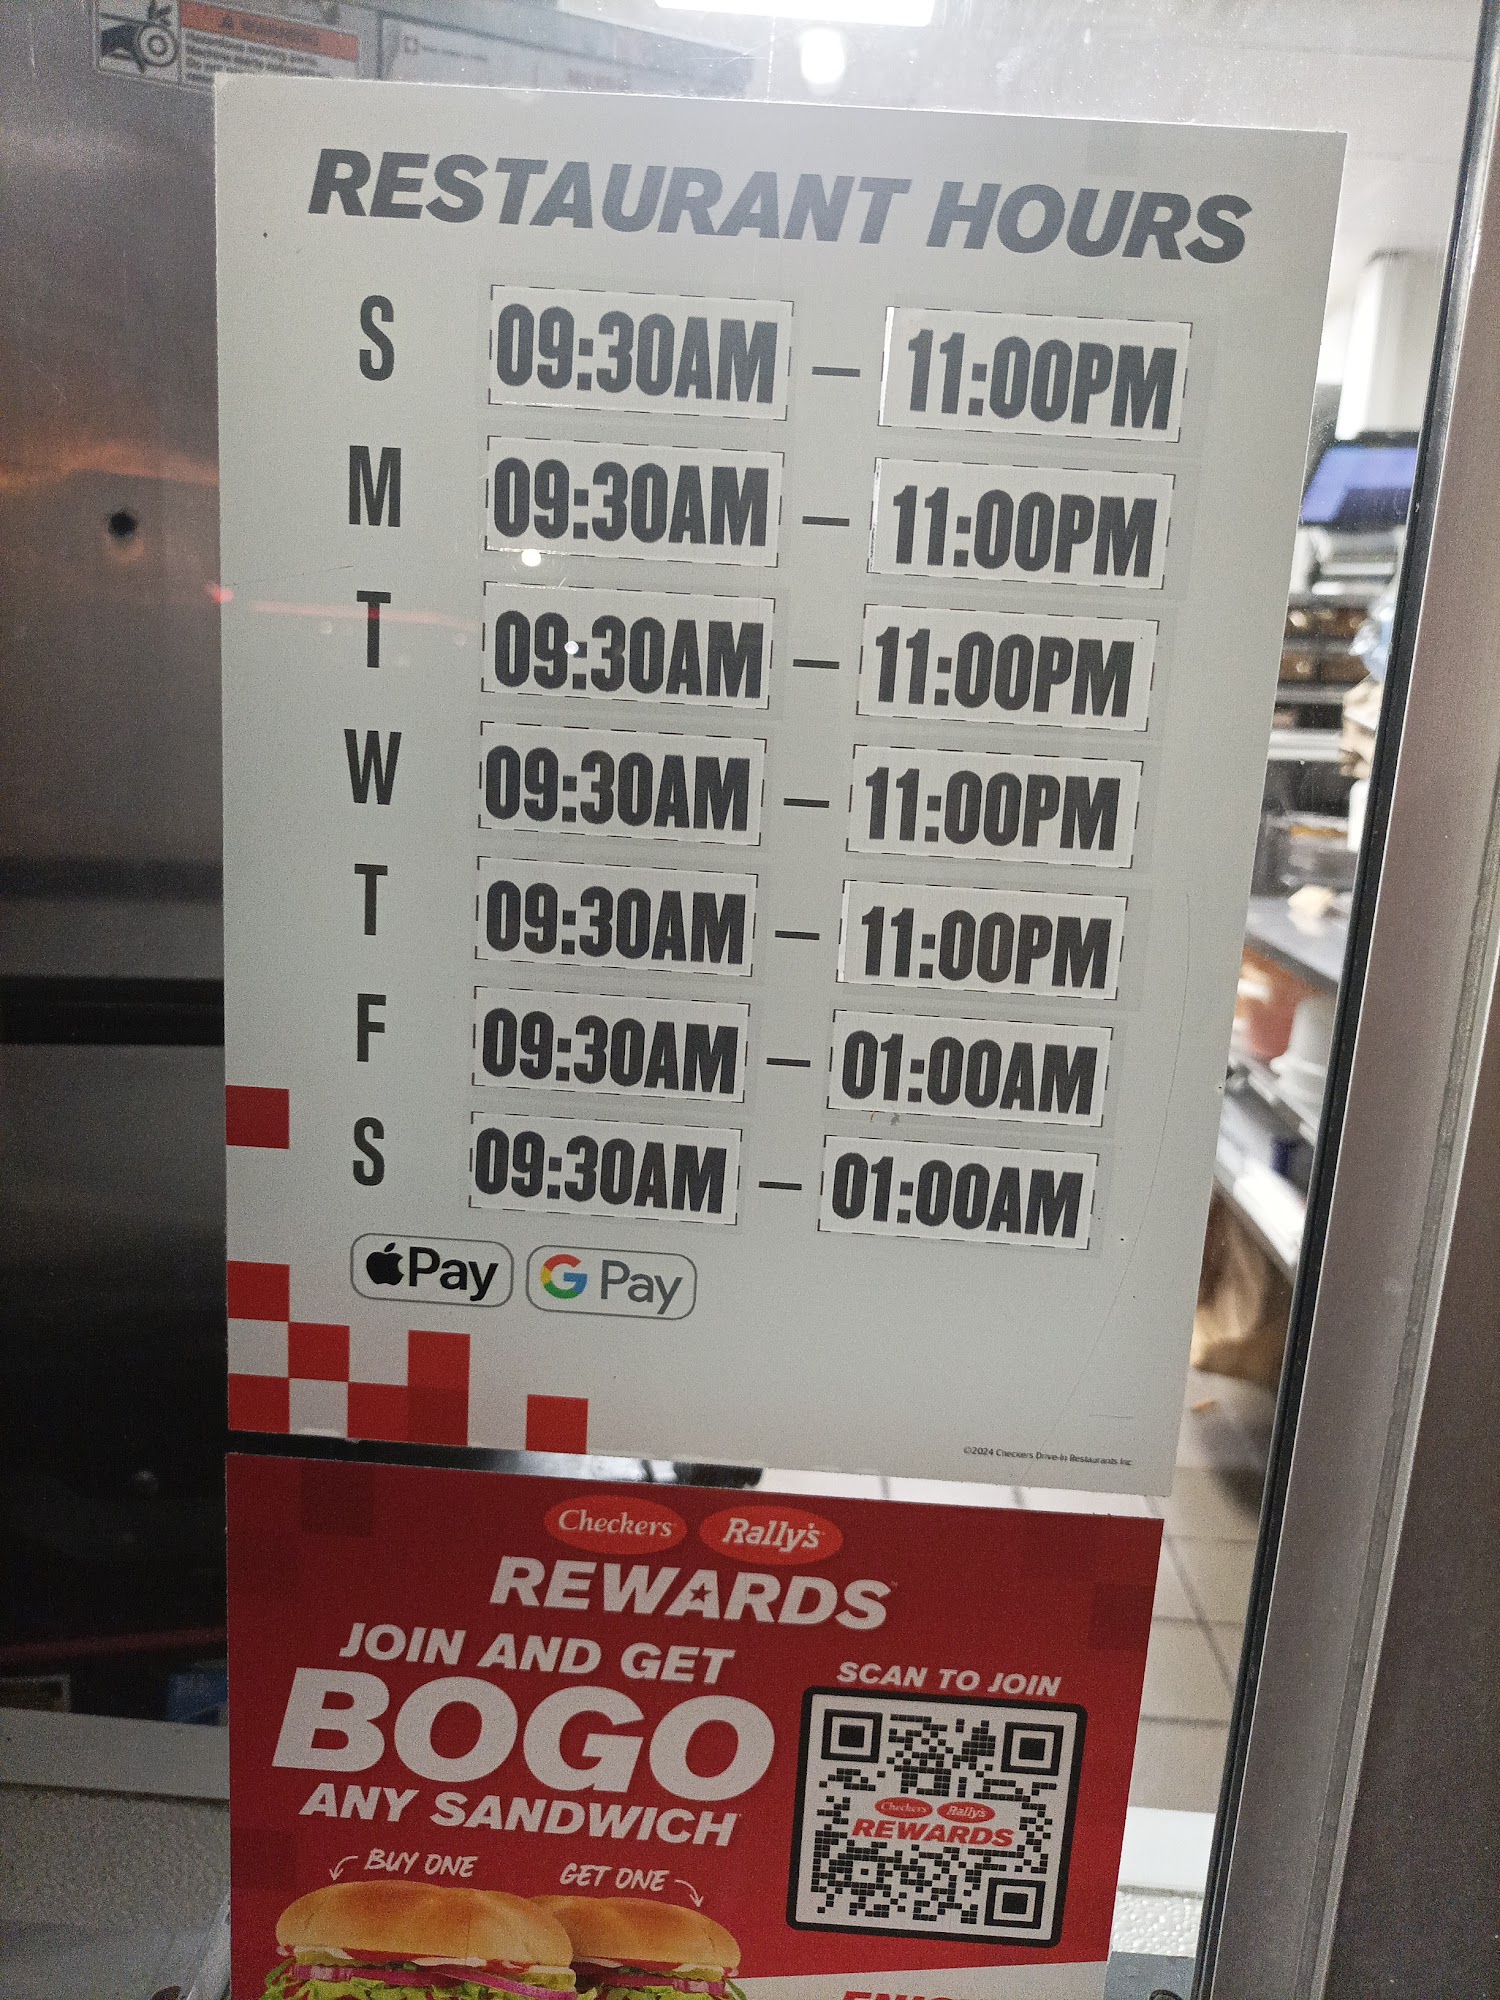 ⚠ WARNING
RESTAURANT HOURS
S 09:30AM – 11:00PM
M 09:30AM – 11:00PM
T 09:30AM – 11:00PM
W 09:30AM – 11:00PM
T 09:30AM – 11:00PM
F 09:30AM – 01:00AM
S 09:30AM – 01:00AM
Pay G Pay
©2024 Checkers Drive-In Restaurants Inc
Checkers Rally's
REWARDS
JOIN AND GET
BOGO
ANY SANDWICH
BUY ONE GET ONE
SCAN TO JOIN
Checkers Rally's
REWARDS